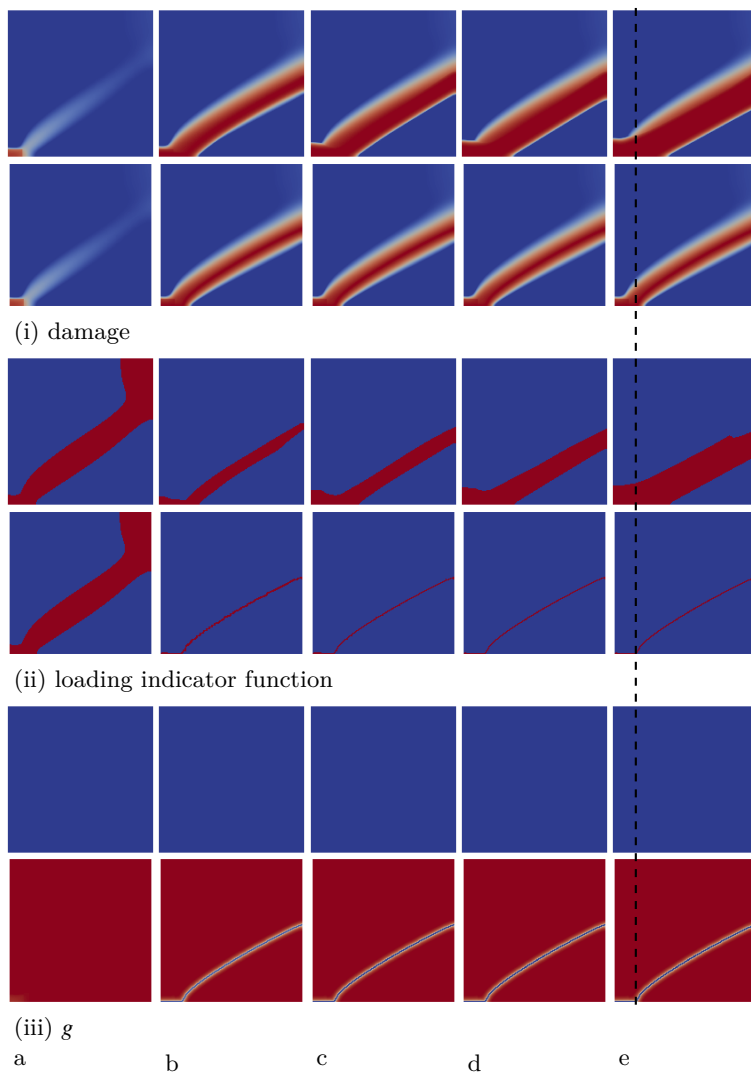 (i) damage
(ii) loading indicator function
(iii) g
a b c d e